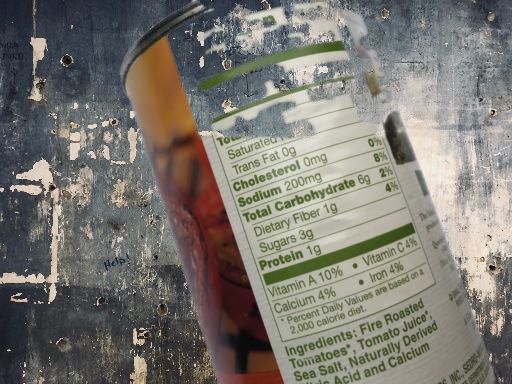 Saturated
Trans Fat 0g
Cholesterol 0mg 0%
Sodium 200mg 8%
Total Carbohydrate 6g 2%
Dietary Fiber 1g 4%
Sugars 3g
Protein 1g
Vitamin A 10% • Vitamin C 4%
Calcium 4% • Iron 4%
* Percent Daily Values are based on a
2,000 calorie diet.
Ingredients: Fire Roasted
Tomatoes*, Tomato Juice*,
Sea Salt, Naturally Derived
Acid and Calcium
Help!